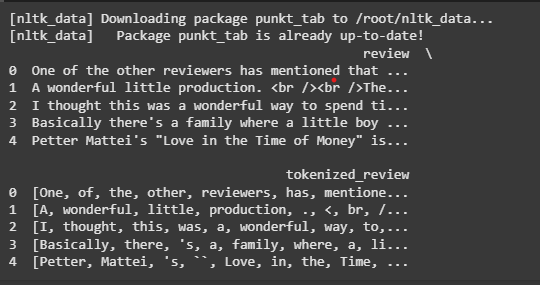 [nltk_data] Downloading package punkt_tab to /root/nltk_data...
[nltk_data]   Package punkt_tab is already up-to-date!
review  \
0  One of the other reviewers has mentioned that ...
1  A wonderful little production. <br /><br />The...
2  I thought this was a wonderful way to spend ti...
3  Basically there's a family where a little boy ...
4  Petter Mattei's "Love in the Time of Money" is...
tokenized_review
0  [One, of, the, other, reviewers, has, mentione...
1  [A, wonderful, little, production, ., <, br, /...
2  [I, thought, this, was, a, wonderful, way, to,...
3  [Basically, there, 's, a, family, where, a, li...
4  [Petter, Mattei, 's, ``, Love, in, the, Time, ...